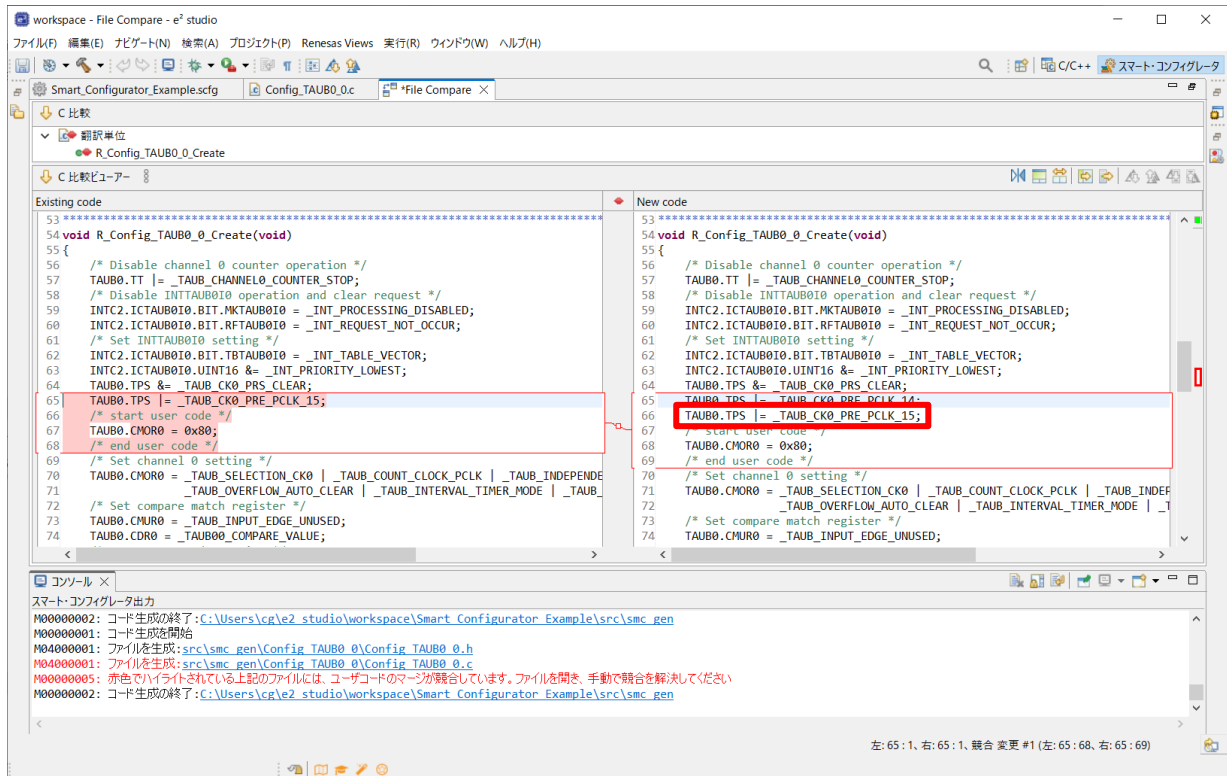 workspace - File Compare - e² studio
ファイル(F) 編集(E) ナビゲート(N) 検索(A) プロジェクト(P) Renesas Views 実行(R) ウィンドウ(W) ヘルプ(H)
C/C++ スマート・コンフィグレータ
Smart_Configurator_Example.scfg Config_TAUB0_0.c *File Compare
C 比較
翻訳単位
R_Config_TAUB0_0_Create
C 比較ビューアー
Existing code
53 ********************************************************************************
54 void R_Config_TAUB0_0_Create(void)
55 {
56 /* Disable channel 0 counter operation */
57 TAUB0.TT |= _TAUB_CHANNEL0_COUNTER_STOP;
58 /* Disable INTTAUB0I0 operation and clear request */
59 INTC2.ICTAUB0I0.BIT.MKTAUB0I0 = _INT_PROCESSING_DISABLED;
60 INTC2.ICTAUB0I0.BIT.RFTAUB0I0 = _INT_REQUEST_NOT_OCCUR;
61 /* Set INTTAUB0I0 setting */
62 INTC2.ICTAUB0I0.BIT.TBTAUB0I0 = _INT_TABLE_VECTOR;
63 INTC2.ICTAUB0I0.UINT16 &= _INT_PRIORITY_LOWEST;
64 TAUB0.TPS &= _TAUB_CK0_PRS_CLEAR;
65 TAUB0.TPS |= _TAUB_CK0_PRE_PCLK_15;
66 /* start user code */
67 TAUB0.CMOR0 = 0x80;
68 /* end user code */
69 /* Set channel 0 setting */
70 TAUB0.CMOR0 = _TAUB_SELECTION_CK0 | _TAUB_COUNT_CLOCK_PCLK | _TAUB_INDEPENDE
71 _TAUB_OVERFLOW_AUTO_CLEAR | _TAUB_INTERVAL_TIMER_MODE | _TAUB_
72 /* Set compare match register */
73 TAUB0.CMUR0 = _TAUB_INPUT_EDGE_UNUSED;
74 TAUB0.CDR0 = _TAUB00_COMPARE_VALUE;
New code
53 ****************************************************************************
54 void R_Config_TAUB0_0_Create(void)
55 {
56 /* Disable channel 0 counter operation */
57 TAUB0.TT |= _TAUB_CHANNEL0_COUNTER_STOP;
58 /* Disable INTTAUB0I0 operation and clear request */
59 INTC2.ICTAUB0I0.BIT.MKTAUB0I0 = _INT_PROCESSING_DISABLED;
60 INTC2.ICTAUB0I0.BIT.RFTAUB0I0 = _INT_REQUEST_NOT_OCCUR;
61 /* Set INTTAUB0I0 setting */
62 INTC2.ICTAUB0I0.BIT.TBTAUB0I0 = _INT_TABLE_VECTOR;
63 INTC2.ICTAUB0I0.UINT16 &= _INT_PRIORITY_LOWEST;
64 TAUB0.TPS &= _TAUB_CK0_PRS_CLEAR;
65 TAUB0.TPS |= _TAUB_CK0_PRE_PCLK_14;
66 TAUB0.TPS |= _TAUB_CK0_PRE_PCLK_15;
67 /* start user code */
68 TAUB0.CMOR0 = 0x80;
69 /* end user code */
70 /* Set channel 0 setting */
71 TAUB0.CMOR0 = _TAUB_SELECTION_CK0 | _TAUB_COUNT_CLOCK_PCLK | _TAUB_INDEP
72 _TAUB_OVERFLOW_AUTO_CLEAR | _TAUB_INTERVAL_TIMER_MODE | _T
73 /* Set compare match register */
74 TAUB0.CMUR0 = _TAUB_INPUT_EDGE_UNUSED;
コンソール
スマート・コンフィグレータ出力
M00000002: コード生成の終了:C:\Users\cg\e2_studio\workspace\Smart_Configurator_Example\src\smc_gen
M00000001: コード生成を開始
M04000001: ファイルを生成:src\smc_gen\Config_TAUB0_0\Config_TAUB0_0.h
M04000001: ファイルを生成:src\smc_gen\Config_TAUB0_0\Config_TAUB0_0.c
M00000005: 赤色でハイライトされている上記のファイルには、ユーザコードのマージが競合しています。ファイルを開き、手動で競合を解決してください
M00000002: コード生成の終了:C:\Users\cg\e2_studio\workspace\Smart_Configurator_Example\src\smc_gen
左: 65 : 1、右: 65 : 1、競合 変更 #1 (左: 65 : 68、右: 65 : 69)